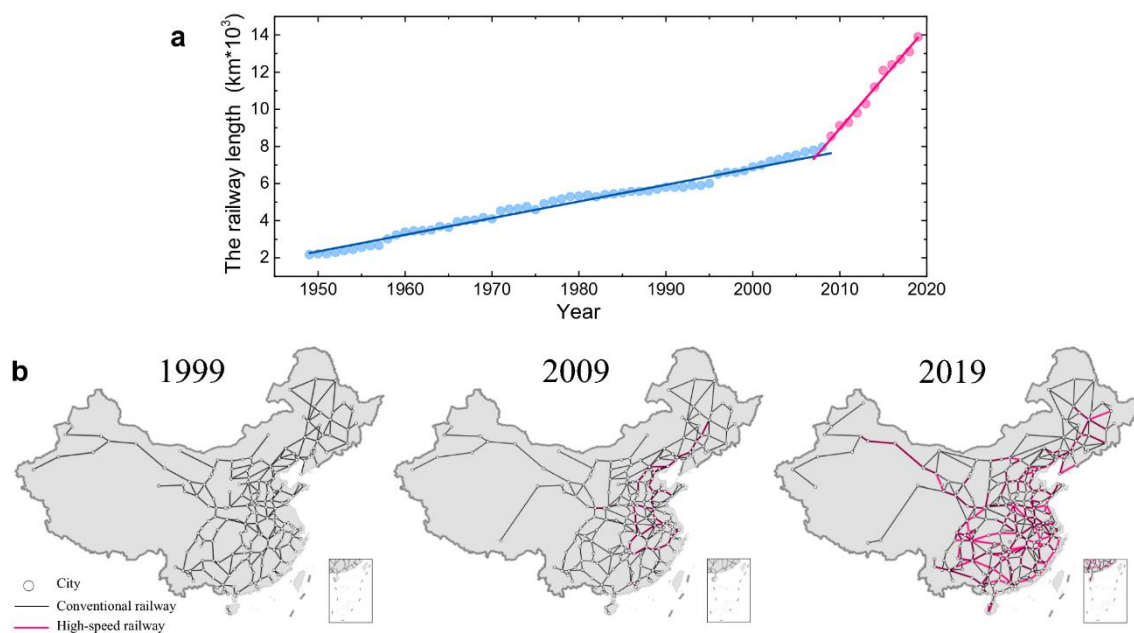 a
The railway length (km*10³)
14
12
10
8
6
4
2
1950 1960 1970 1980 1990 2000 2010 2020
Year
b
1999 2009 2019
City
Conventional railway
High-speed railway